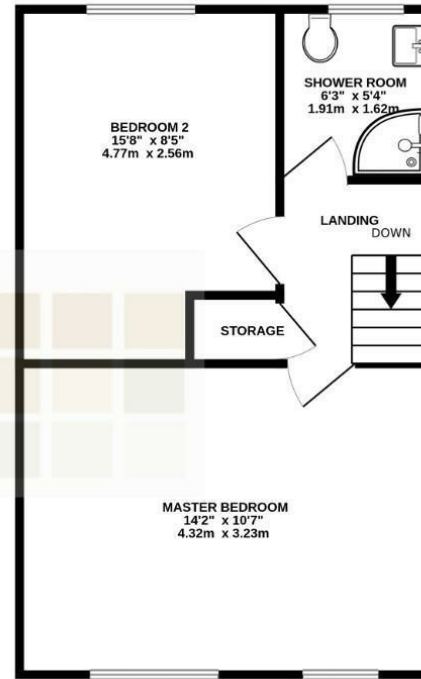 SHOWER ROOM
6'3" x 5'4"
1.91m x 1.62m
BEDROOM 2
15'8" x 8'5"
4.77m x 2.56m
LANDING
DOWN
STORAGE
MASTER BEDROOM
14'2" x 10'7"
4.32m x 3.23m